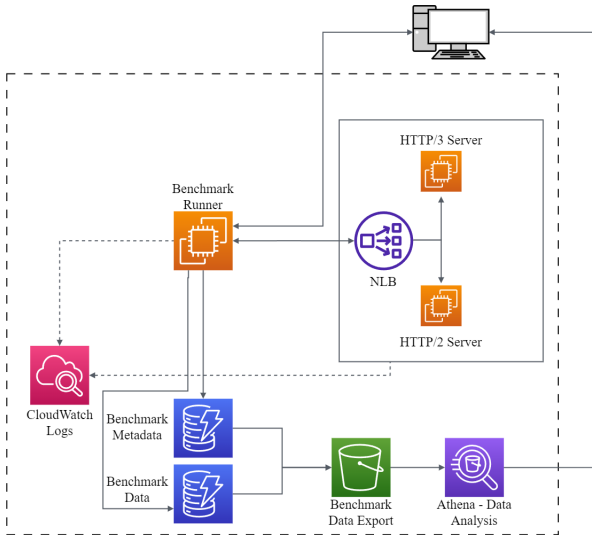 HTTP/3 Server
Benchmark
Runner
NLB
HTTP/2 Server
CloudWatch
Logs
Benchmark
Metadata
Benchmark
Data
Benchmark
Data Export
Athena - Data
Analysis